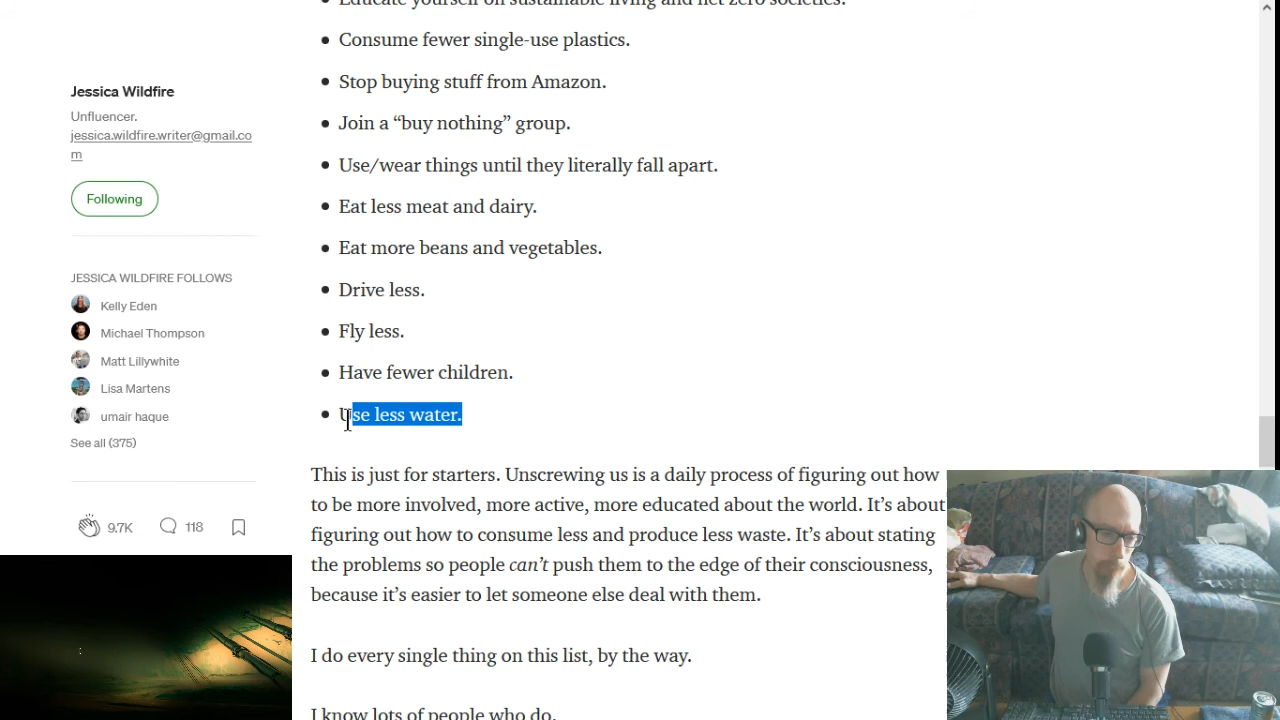 Educate yourself on sustainable living and net zero societies.
Consume fewer single-use plastics.
Stop buying stuff from Amazon.
Join a “buy nothing” group.
Use/wear things until they literally fall apart.
Eat less meat and dairy.
Eat more beans and vegetables.
Drive less.
Fly less.
Have fewer children.
Use less water.
This is just for starters. Unscrewing us is a daily process of figuring out how
to be more involved, more active, more educated about the world. It’s about
figuring out how to consume less and produce less waste. It’s about stating
the problems so people can’t push them to the edge of their consciousness,
because it’s easier to let someone else deal with them.
I do every single thing on this list, by the way.
I know lots of people who do.
Jessica Wildfire
Unfluencer.
jessica.wildfire.writer@gmail.co
m
Following
JESSICA WILDFIRE FOLLOWS
Kelly Eden
Michael Thompson
Matt Lillywhite
Lisa Martens
umair haque
See all (375)
9.7K 118